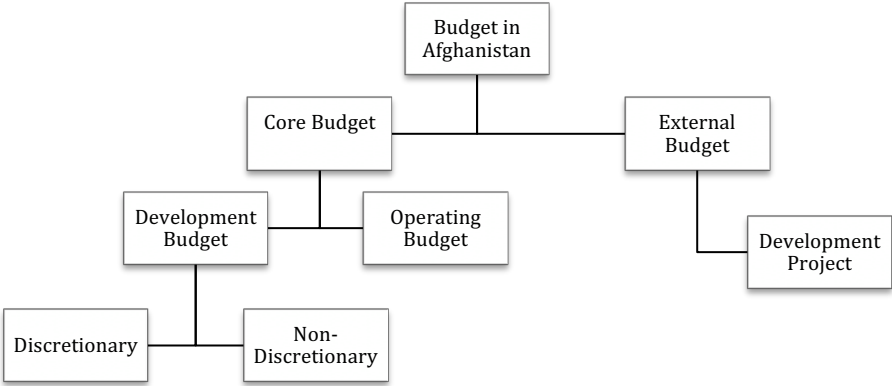 Budget in
Afghanistan
Core Budget
External
Budget
Development
Budget
Operating
Budget
Development
Project
Discretionary
Non-
Discretionary